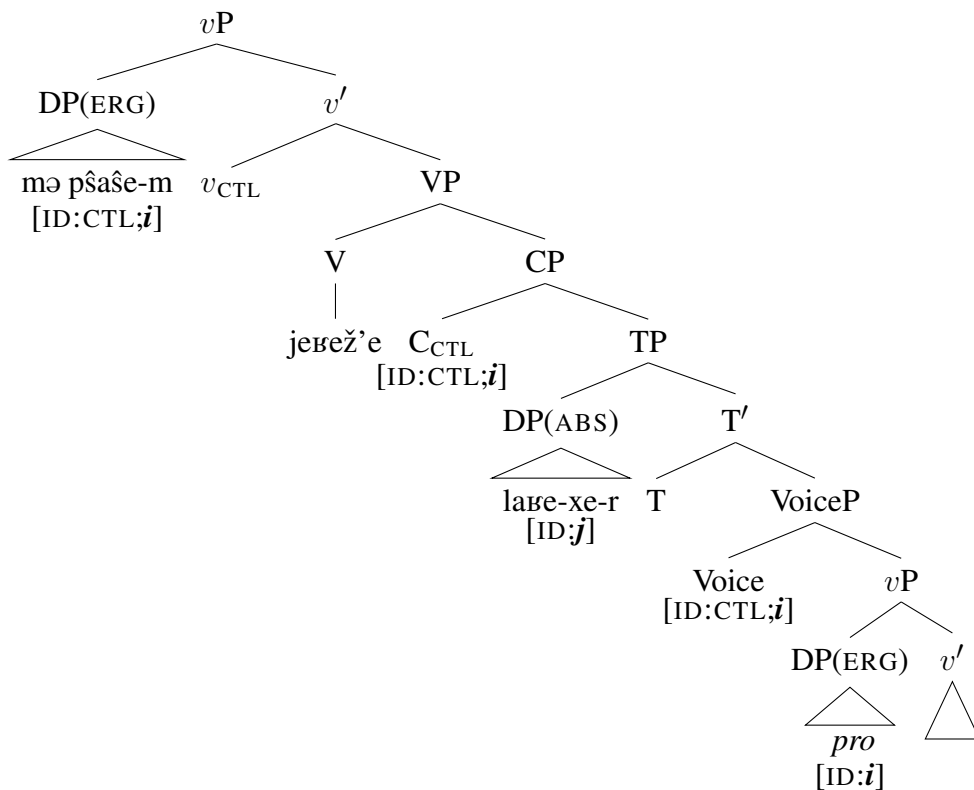 vP
DP(ERG) v′
mə pŝaŝe-m vCTL VP
[ID:CTL;i]
V CP
jeʁež’e CCTL TP
[ID:CTL;i]
DP(ABS) T′
laʁe-xe-r T VoiceP
[ID:j]
Voice vP
[ID:CTL;i]
DP(ERG) v′
pro
[ID:i]